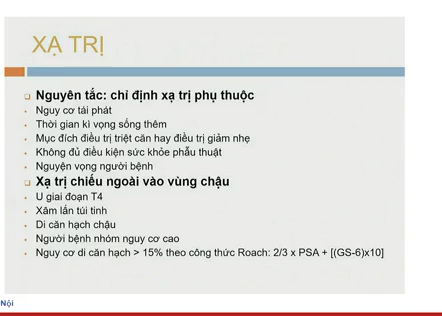 XẠ TRỊ
Nguyên tắc: chỉ định xạ trị phụ thuộc
Nguy cơ tái phát
Thời gian kì vọng sống thêm
Mục đích điều trị triệt căn hay điều trị giảm nhẹ
Không đủ điều kiện sức khỏe phẫu thuật
Nguyện vọng người bệnh
Xạ trị chiếu ngoài vào vùng chậu
U giai đoạn T4
Xâm lấn túi tinh
Di căn hạch chậu
Người bệnh nhóm nguy cơ cao
Nguy cơ di căn hạch > 15% theo công thức Roach: 2/3 x PSA + [(GS-6)x10]
Nội